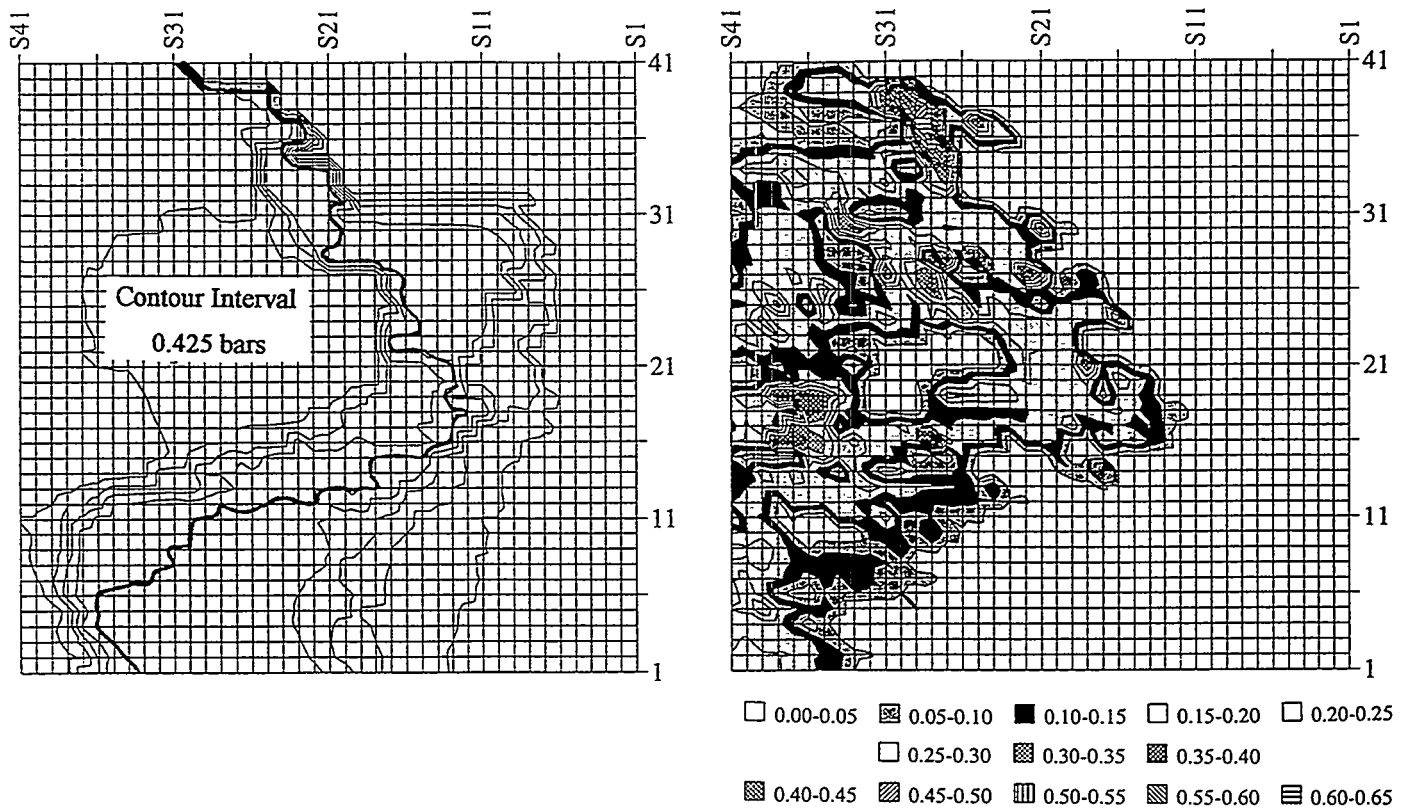 S41 S31 S21 S11 S1
41
31
21
11
1
Contour Interval
0.425 bars
S41 S31 S21 S11 S1
41
31
21
11
1
0.00-0.05 0.05-0.10 0.10-0.15 0.15-0.20 0.20-0.25
0.25-0.30 0.30-0.35 0.35-0.40
0.40-0.45 0.45-0.50 0.50-0.55 0.55-0.60 0.60-0.65